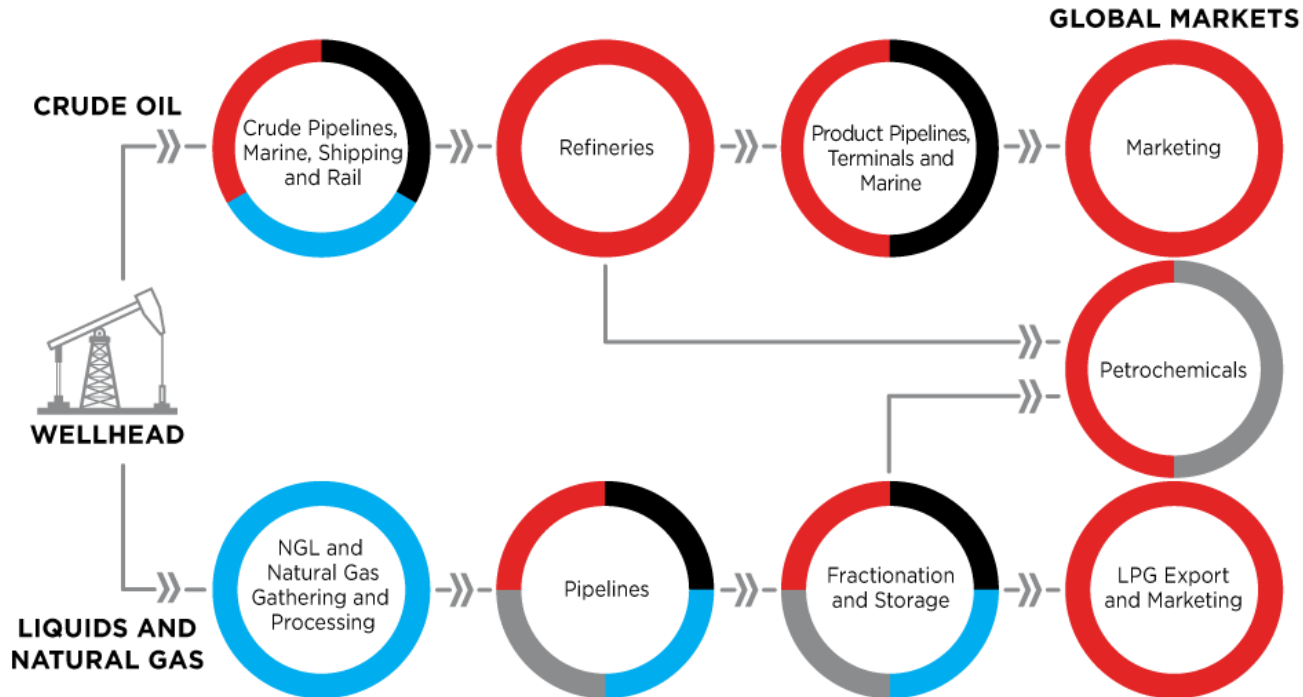 GLOBAL MARKETS
CRUDE OIL
Crude Pipelines,
Marine, Shipping
and Rail
Refineries
Product Pipelines,
Terminals and
Marine
Marketing
Petrochemicals
WELLHEAD
LIQUIDS AND
NATURAL GAS
NGL and
Natural Gas
Gathering and
Processing
Pipelines
Fractionation
and Storage
LPG Export
and Marketing